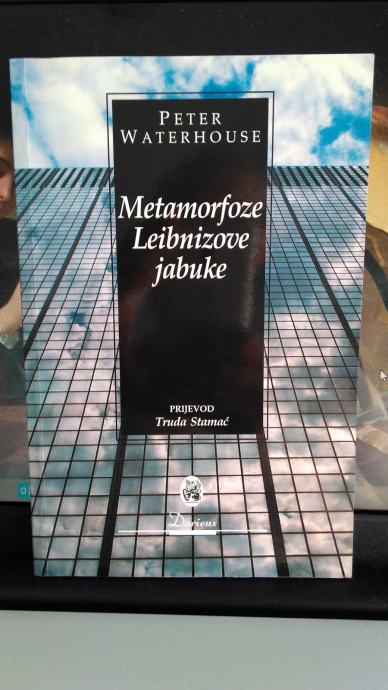 PETER
WATERHOUSE
Metamorfoze
Leibnizove
jabuke
PRIJEVOD
Truda Stamać
Durieux